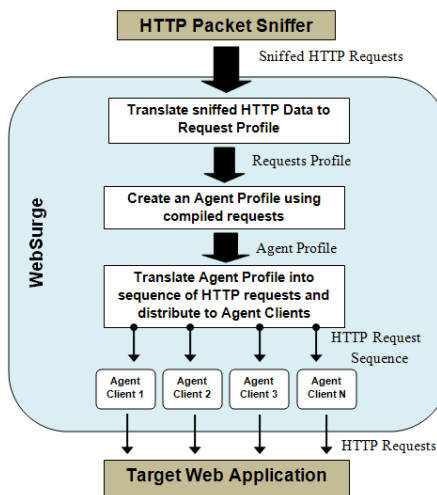 HTTP Packet Sniffer
Sniffed HTTP Requests
Translate sniffed HTTP Data to
Request Profile
Requests Profile
Create an Agent Profile using
compiled requests
Agent Profile
WebSurge
Translate Agent Profile into
sequence of HTTP requests and
distribute to Agent Clients
HTTP Request
Sequence
Agent
Client 1
Agent
Client 2
Agent
Client 3
Agent
Client N
HTTP Requests
Target Web Application